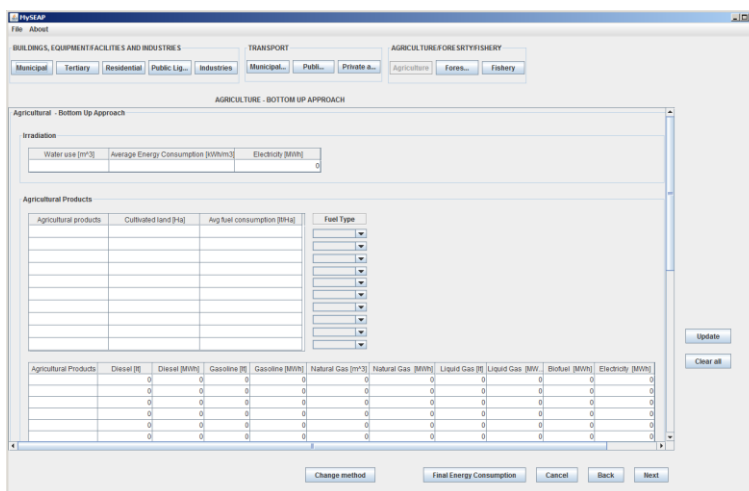 MySEAP
File About
BUILDINGS, EQUIPMENT/FACILITIES AND INDUSTRIES TRANSPORT AGRICULTURE/FORESRTY/FISHERY
Municipal Tertiary Residential Public Lig... Industries Municipal... Publi... Private a... Agriculture Fores... Fishery
AGRICULTURE - BOTTOM UP APPROACH
Agricultural - Bottom Up Approach
Irradiation
Water use [m^3] Average Energy Consumption [kWh/m3] Electricity [MWh]
0
Agricultural Products
Agricultural products Cultivated land [Ha] Avg fuel consumption [lt/Ha] Fuel Type
Update
Clear all
Agricultural Products Diesel [lt] Diesel [MWh] Gasoline [lt] Gasoline [MWh] Natural Gas [m^3] Natural Gas [MWh] Liquid Gas [lt] Liquid Gas [MW... Biofuel [MWh] Electricity [MWh]
0 0 0 0 0 0 0 0 0 0
0 0 0 0 0 0 0 0 0 0
0 0 0 0 0 0 0 0 0 0
0 0 0 0 0 0 0 0 0 0
0 0 0 0 0 0 0 0 0 0
0 0 0 0 0 0 0 0 0 0
Change method Final Energy Consumption Cancel Back Next